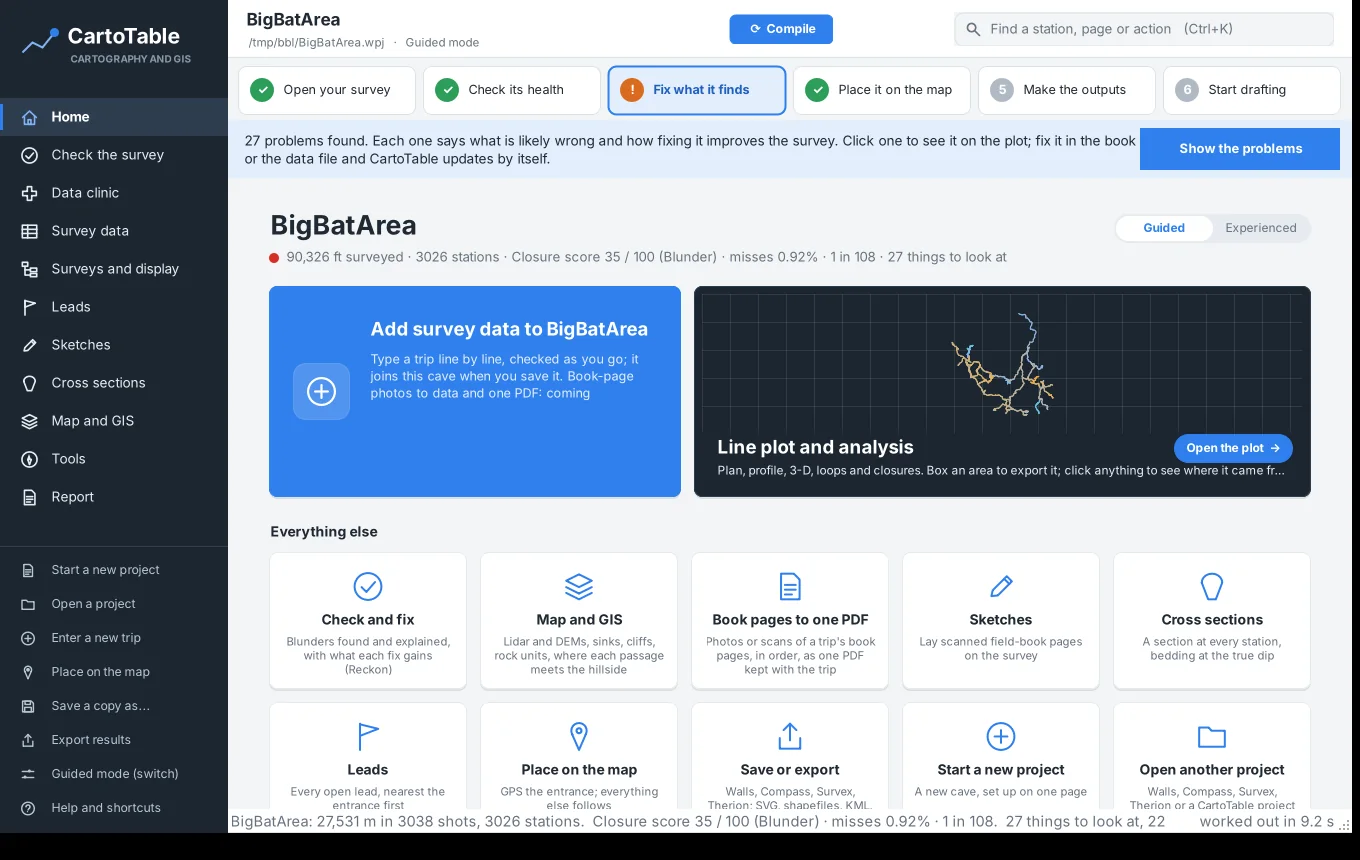 CartoTable
CARTOGRAPHY AND GIS
Home
Check the survey
Data clinic
Survey data
Surveys and display
Leads
Sketches
Cross sections
Map and GIS
Tools
Report
Start a new project
Open a project
Enter a new trip
Place on the map
Save a copy as...
Export results
Guided mode (switch)
Help and shortcuts
BigBatArea
/tmp/bbl/BigBatArea.wpj · Guided mode
⟳ Compile
Find a station, page or action (Ctrl+K)
Open your survey
Check its health
! Fix what it finds
Place it on the map
5 Make the outputs
6 Start drafting
27 problems found. Each one says what is likely wrong and how fixing it improves the survey. Click one to see it on the plot; fix it in the book
or the data file and CartoTable updates by itself.
Show the problems
BigBatArea
Guided Experienced
90,326 ft surveyed · 3026 stations · Closure score 35 / 100 (Blunder) · misses 0.92% · 1 in 108 · 27 things to look at
Add survey data to BigBatArea
Type a trip line by line, checked as you go; it
joins this cave when you save it. Book-page
photos to data and one PDF: coming
Line plot and analysis
Open the plot →
Plan, profile, 3-D, loops and closures. Box an area to export it; click anything to see where it came fr...
Everything else
Check and fix
Blunders found and explained,
with what each fix gains
(Reckon)
Map and GIS
Lidar and DEMs, sinks, cliffs,
rock units, where each passage
meets the hillside
Book pages to one PDF
Photos or scans of a trip's book
pages, in order, as one PDF
kept with the trip
Sketches
Lay scanned field-book pages
on the survey
Cross sections
A section at every station,
bedding at the true dip
Leads
Every open lead, nearest the
entrance first
Place on the map
GPS the entrance; everything
else follows
Save or export
Walls, Compass, Survex,
Therion; SVG, shapefiles, KML,
Start a new project
A new cave, set up on one page
Open another project
Walls, Compass, Survex,
Therion or a CartoTable project
BigBatArea: 27,531 m in 3038 shots, 3026 stations. Closure score 35 / 100 (Blunder) · misses 0.92% · 1 in 108. 27 things to look at, 22
worked out in 9.2 s